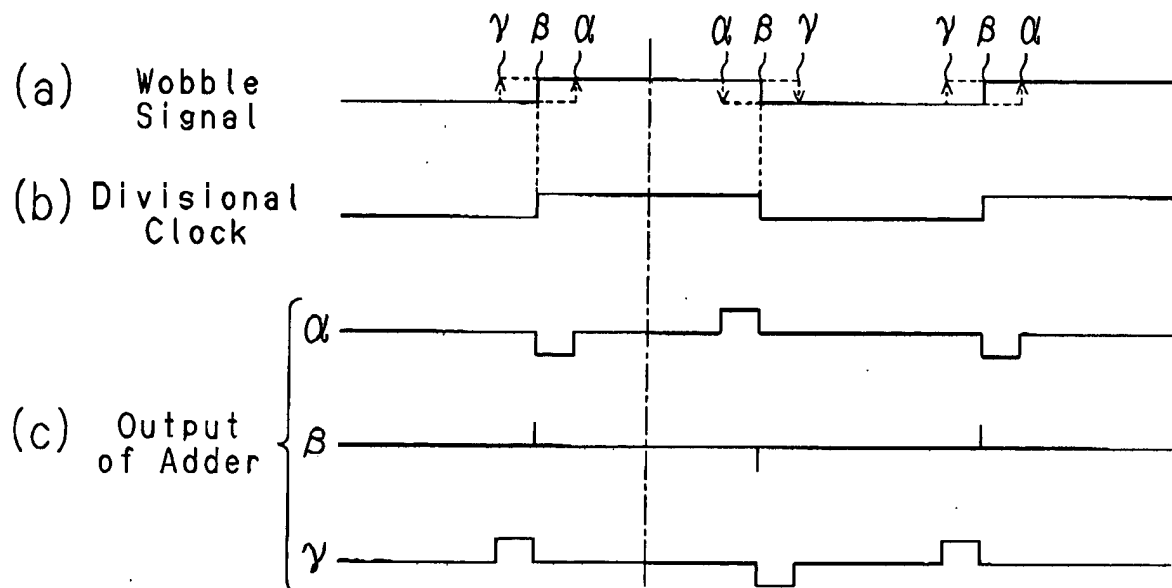 γ β α α β γ γ β α
(a) Wobble
Signal
(b) Divisional
Clock
α
(c) Output
of Adder
β
γ